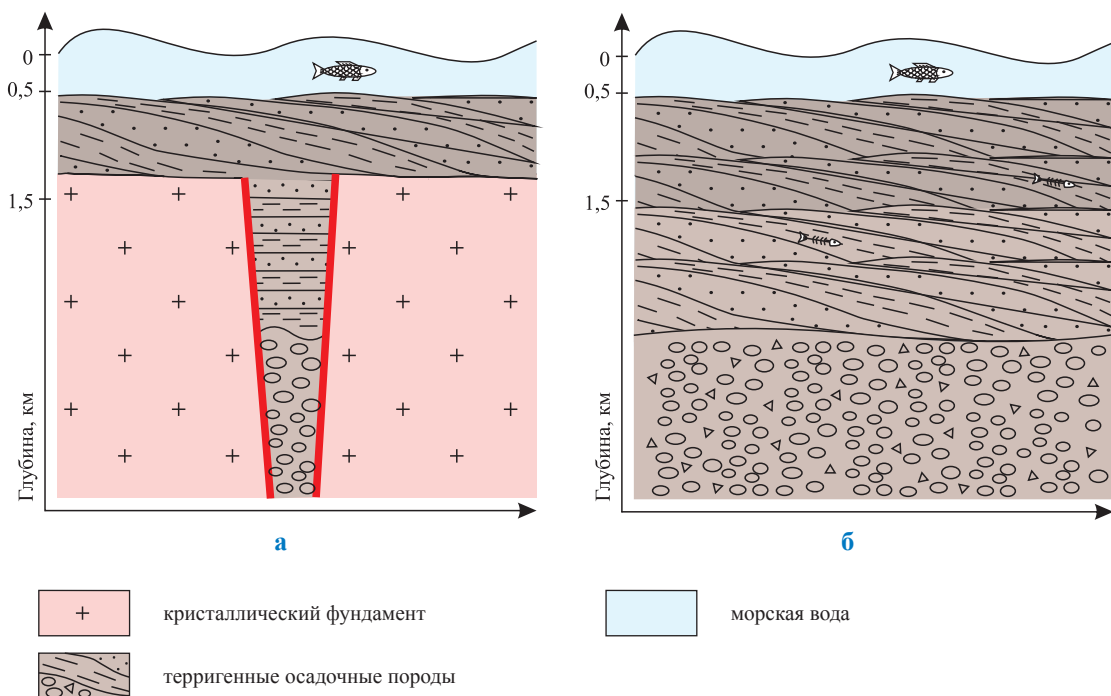 0
0,5
1,5
Глубина, км
а
0
0,5
1,5
Глубина, км
б
кристаллический фундамент
морская вода
терригенные осадочные породы